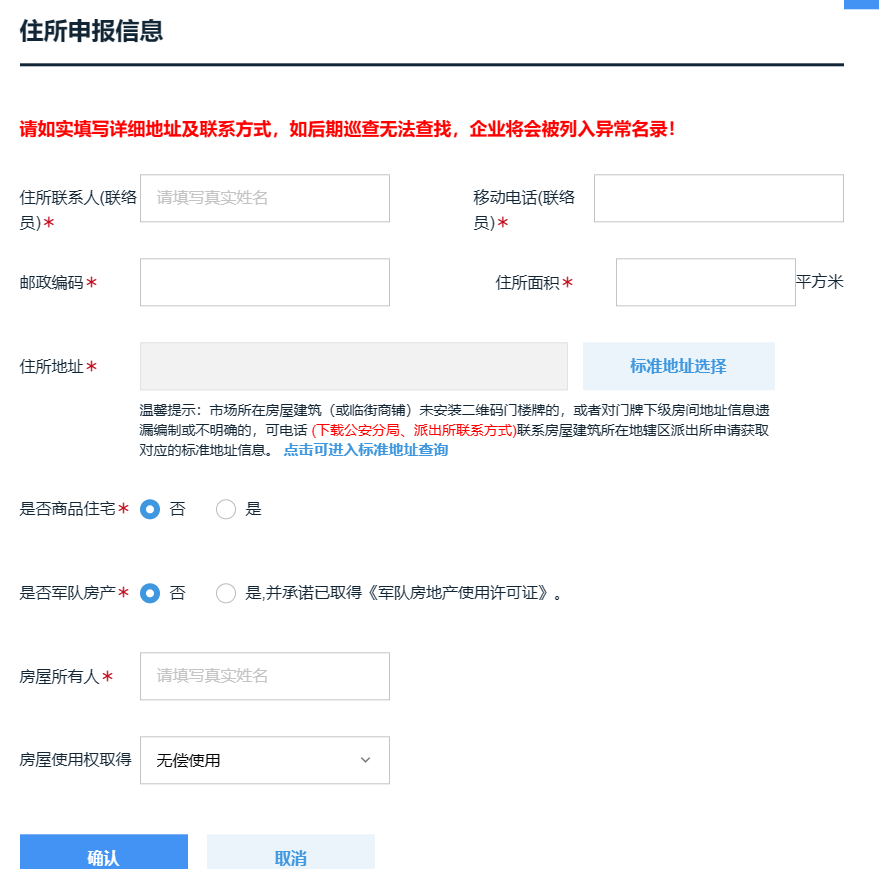 住所申报信息
请如实填写详细地址及联系方式，如后期巡查无法查找，企业将会被列入异常名录！
住所联系人(联络员)* 请填写真实姓名 移动电话(联络员)*
邮政编码* 住所面积* 平方米
住所地址* 标准地址选择
温馨提示：市场所在房屋建筑（或临街商铺）未安装二维码门楼牌的，或者对门牌下级房间地址信息遗
漏编制或不明确的，可电话 (下载公安分局、派出所联系方式)联系房屋建筑所在地辖区派出所申请获取
对应的标准地址信息。 点击可进入标准地址查询
是否商品住宅* 否 是
是否军队房产* 否 是,并承诺已取得《军队房地产使用许可证》。
房屋所有人* 请填写真实姓名
房屋使用权取得 无偿使用
确认 取消